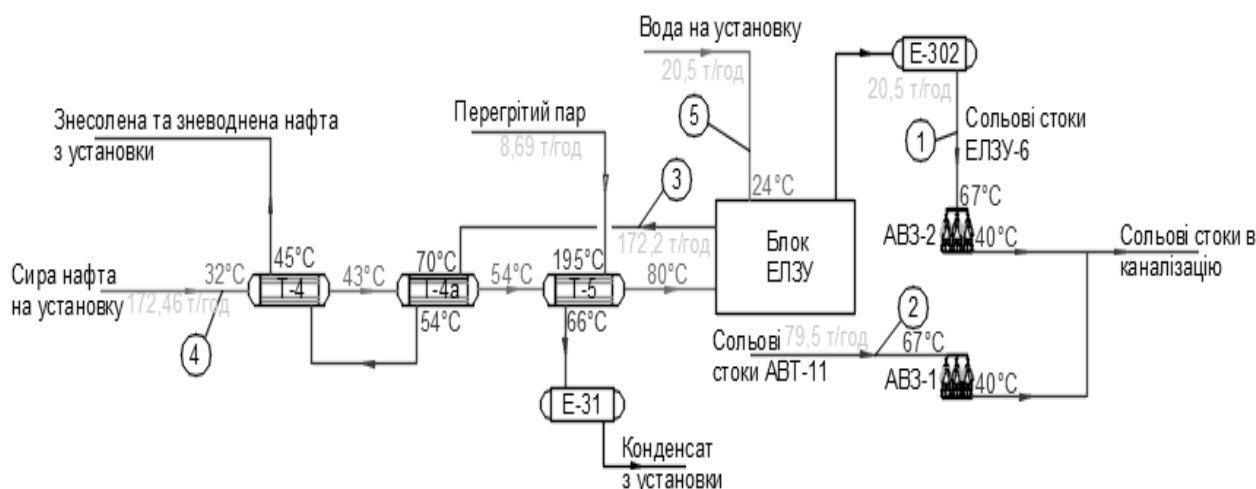 Вода на установку
20,5 т/год
Е-302
20,5 т/год
Знесолена та зневоднена нафта
з установки
Перегрітий пар
8,69 т/год
5
1
Сольові стоки
ЕЛЗУ-6
3
24°C
67°C
172,2 т/год
Блок
ЕЛЗУ
АВЗ-2
40°C
Сольові стоки в
каналізацію
Сира нафта
на установку
32°C
172,46 т/год
45°C
Т-4
43°C
70°C
Т-4а
54°C
54°C
195°C
Т-5
66°C
80°C
4
Сольові
стоки АВТ-11
79,5 т/год
2
67°C
АВЗ-1
40°C
Е-31
Конденсат
з установки